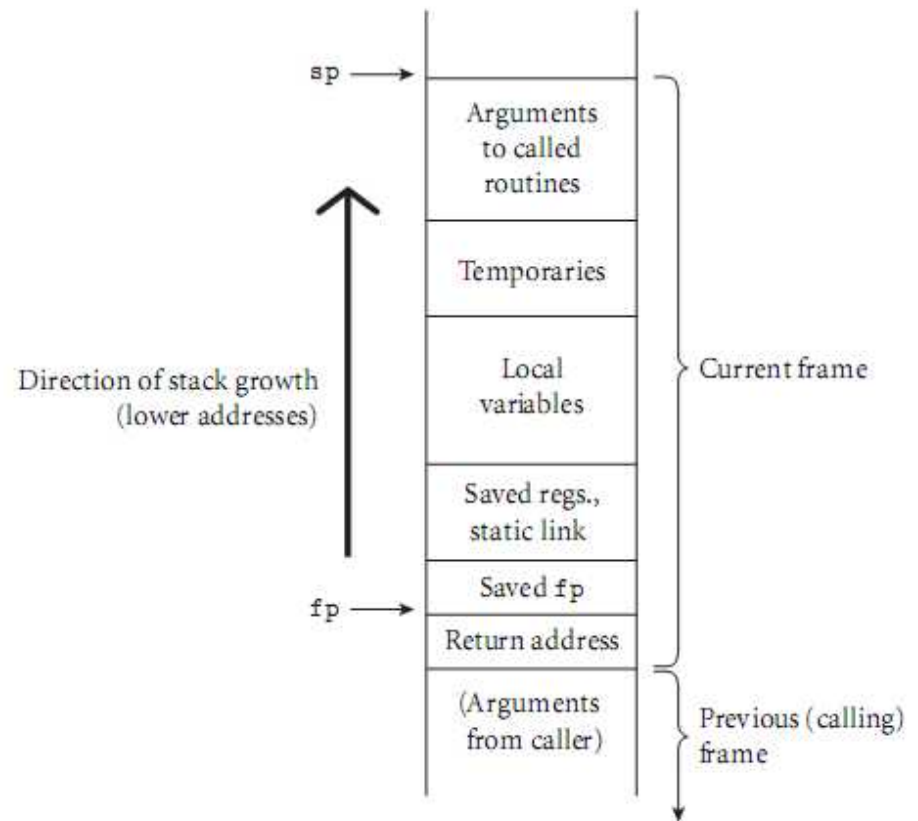 sp
Arguments
to called
routines
Temporaries
Direction of stack growth
(lower addresses)
Local
variables
Current frame
Saved regs.,
static link
Saved fp
fp
Return address
(Arguments
from caller)
Previous (calling)
frame